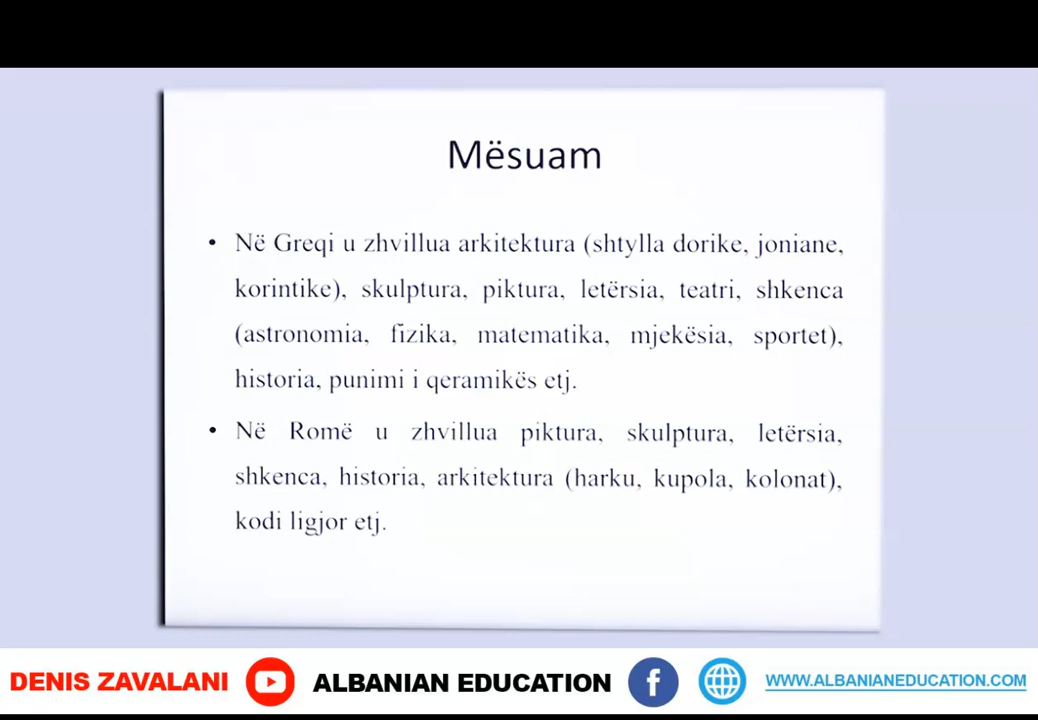 Mësuam
• Në Greqi u zhvillua arkitektura (shtylla dorike, joniane,
korintike), skulptura, piktura, letërsia, teatri, shkenca
(astronomia, fizika, matematika, mjekësia, sportet),
historia, punimi i qeramikës etj.
• Në Romë u zhvillua piktura, skulptura, letërsia,
shkenca, historia, arkitektura (harku, kupola, kolonat),
kodi ligjor etj.
DENIS ZAVALANI ALBANIAN EDUCATION WWW.ALBANIANEDUCATION.COM